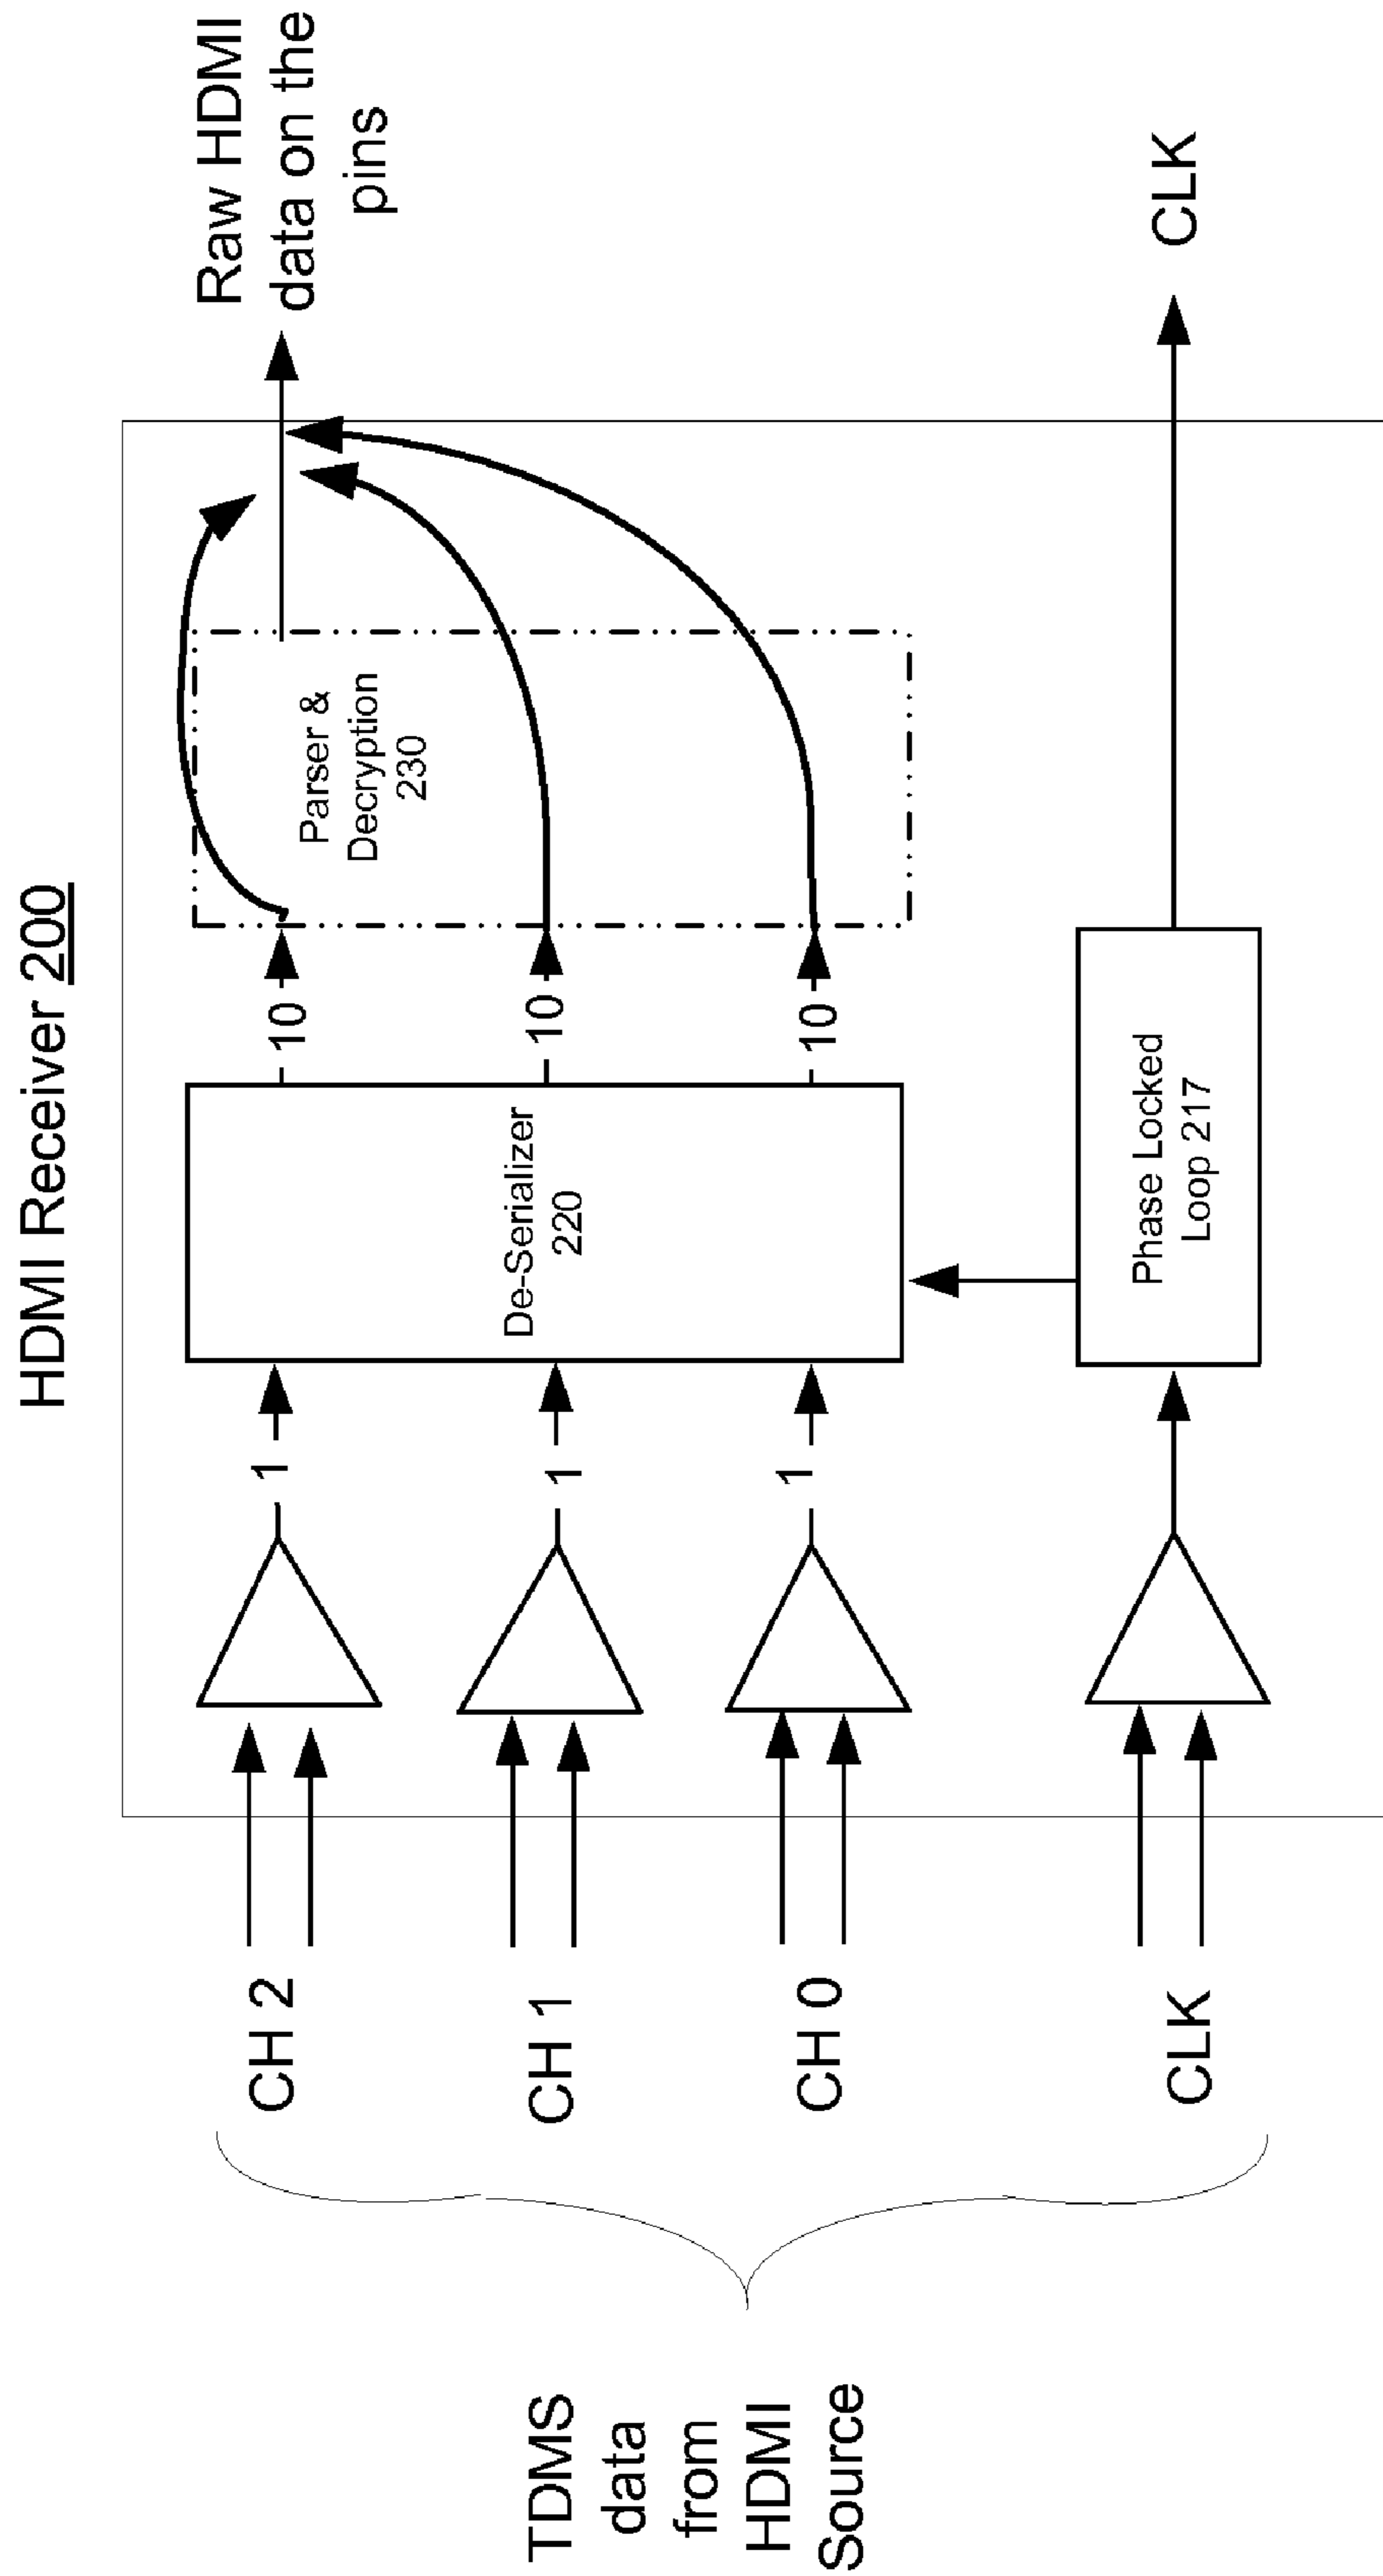 HDMI Receiver 200
TDMS
data
from
HDMI
Source
CH 2
CH 1
CH 0
CLK
1
1
1
De-Serializer
220
Phase Locked
Loop 217
10
10
10
Parser &
Decryption
230
Raw HDMI
data on the
pins
CLK